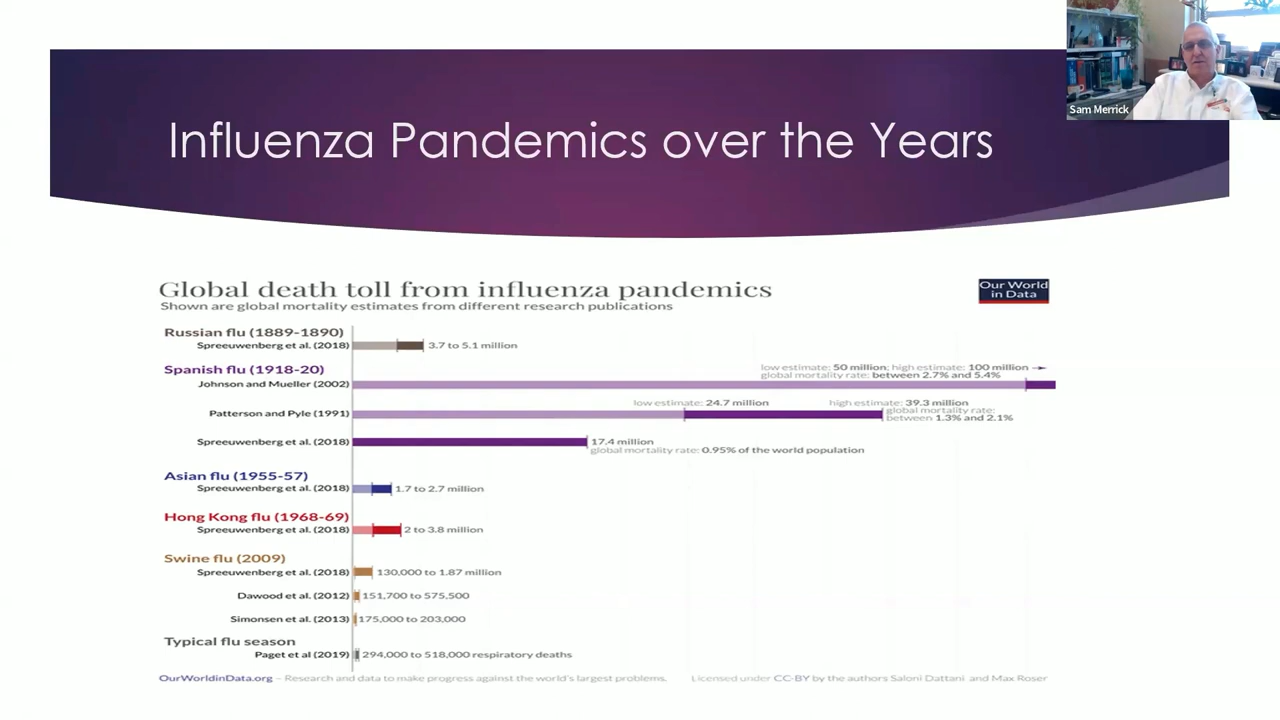 Sam Merrick
Influenza Pandemics over the Years
Global death toll from influenza pandemics
Shown are global mortality estimates from different research publications
Our World
in Data
Russian flu (1889-1890)
Spreeuwenberg et al. (2018) 3.7 to 5.1 million
Spanish flu (1918-20)
low estimate: 50 million; high estimate: 100 million →
global mortality rate: between 2.7% and 5.4%
Johnson and Mueller (2002)
low estimate: 24.7 million high estimate: 39.3 million
Patterson and Pyle (1991) global mortality rate:
between 1.3% and 2.1%
Spreeuwenberg et al. (2018) 17.4 million
global mortality rate: 0.95% of the world population
Asian flu (1955-57)
Spreeuwenberg et al. (2018) 1.7 to 2.7 million
Hong Kong flu (1968-69)
Spreeuwenberg et al. (2018) 2 to 3.8 million
Swine flu (2009)
Spreeuwenberg et al. (2018) 130,000 to 1.87 million
Dawood et al. (2012) 151,700 to 575,500
Simonsen et al. (2013) 175,000 to 203,000
Typical flu season
Paget et al (2019) 294,000 to 518,000 respiratory deaths
OurWorldinData.org – Research and data to make progress against the world's largest problems. Licensed under CC-BY by the authors Saloni Dattani and Max Roser